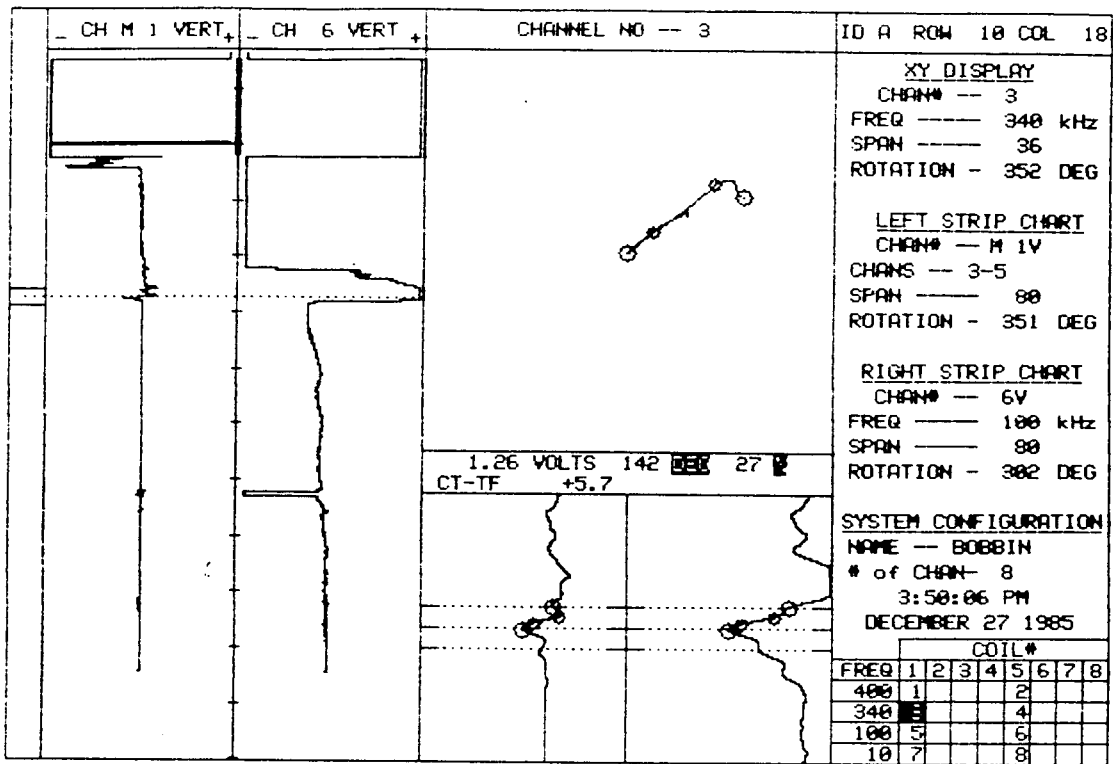 _ CH M 1 VERT +
_ CH 6 VERT +
CHANNEL NO -- 3
ID A ROW 10 COL 18
XY DISPLAY
CHAN# -- 3
FREQ ----- 340 kHz
SPAN ----- 36
ROTATION - 352 DEG
LEFT STRIP CHART
CHAN# -- M 1V
CHANS -- 3-5
SPAN ----- 80
ROTATION - 351 DEG
RIGHT STRIP CHART
CHAN# -- 6V
FREQ ----- 100 kHz
SPAN ----- 80
ROTATION - 302 DEG
1.26 VOLTS 142 DEG 27
CT-TF +5.7
SYSTEM CONFIGURATION
NAME -- BOBBIN
# of CHAN- 8
3:50:06 PM
DECEMBER 27 1985
COIL#
FREQ 1 2 3 4 5 6 7 8
400 1 2
340 3 4
100 5 6
10 7 8